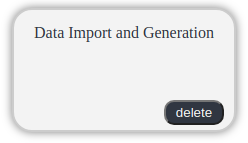 Data Import and Generation
delete